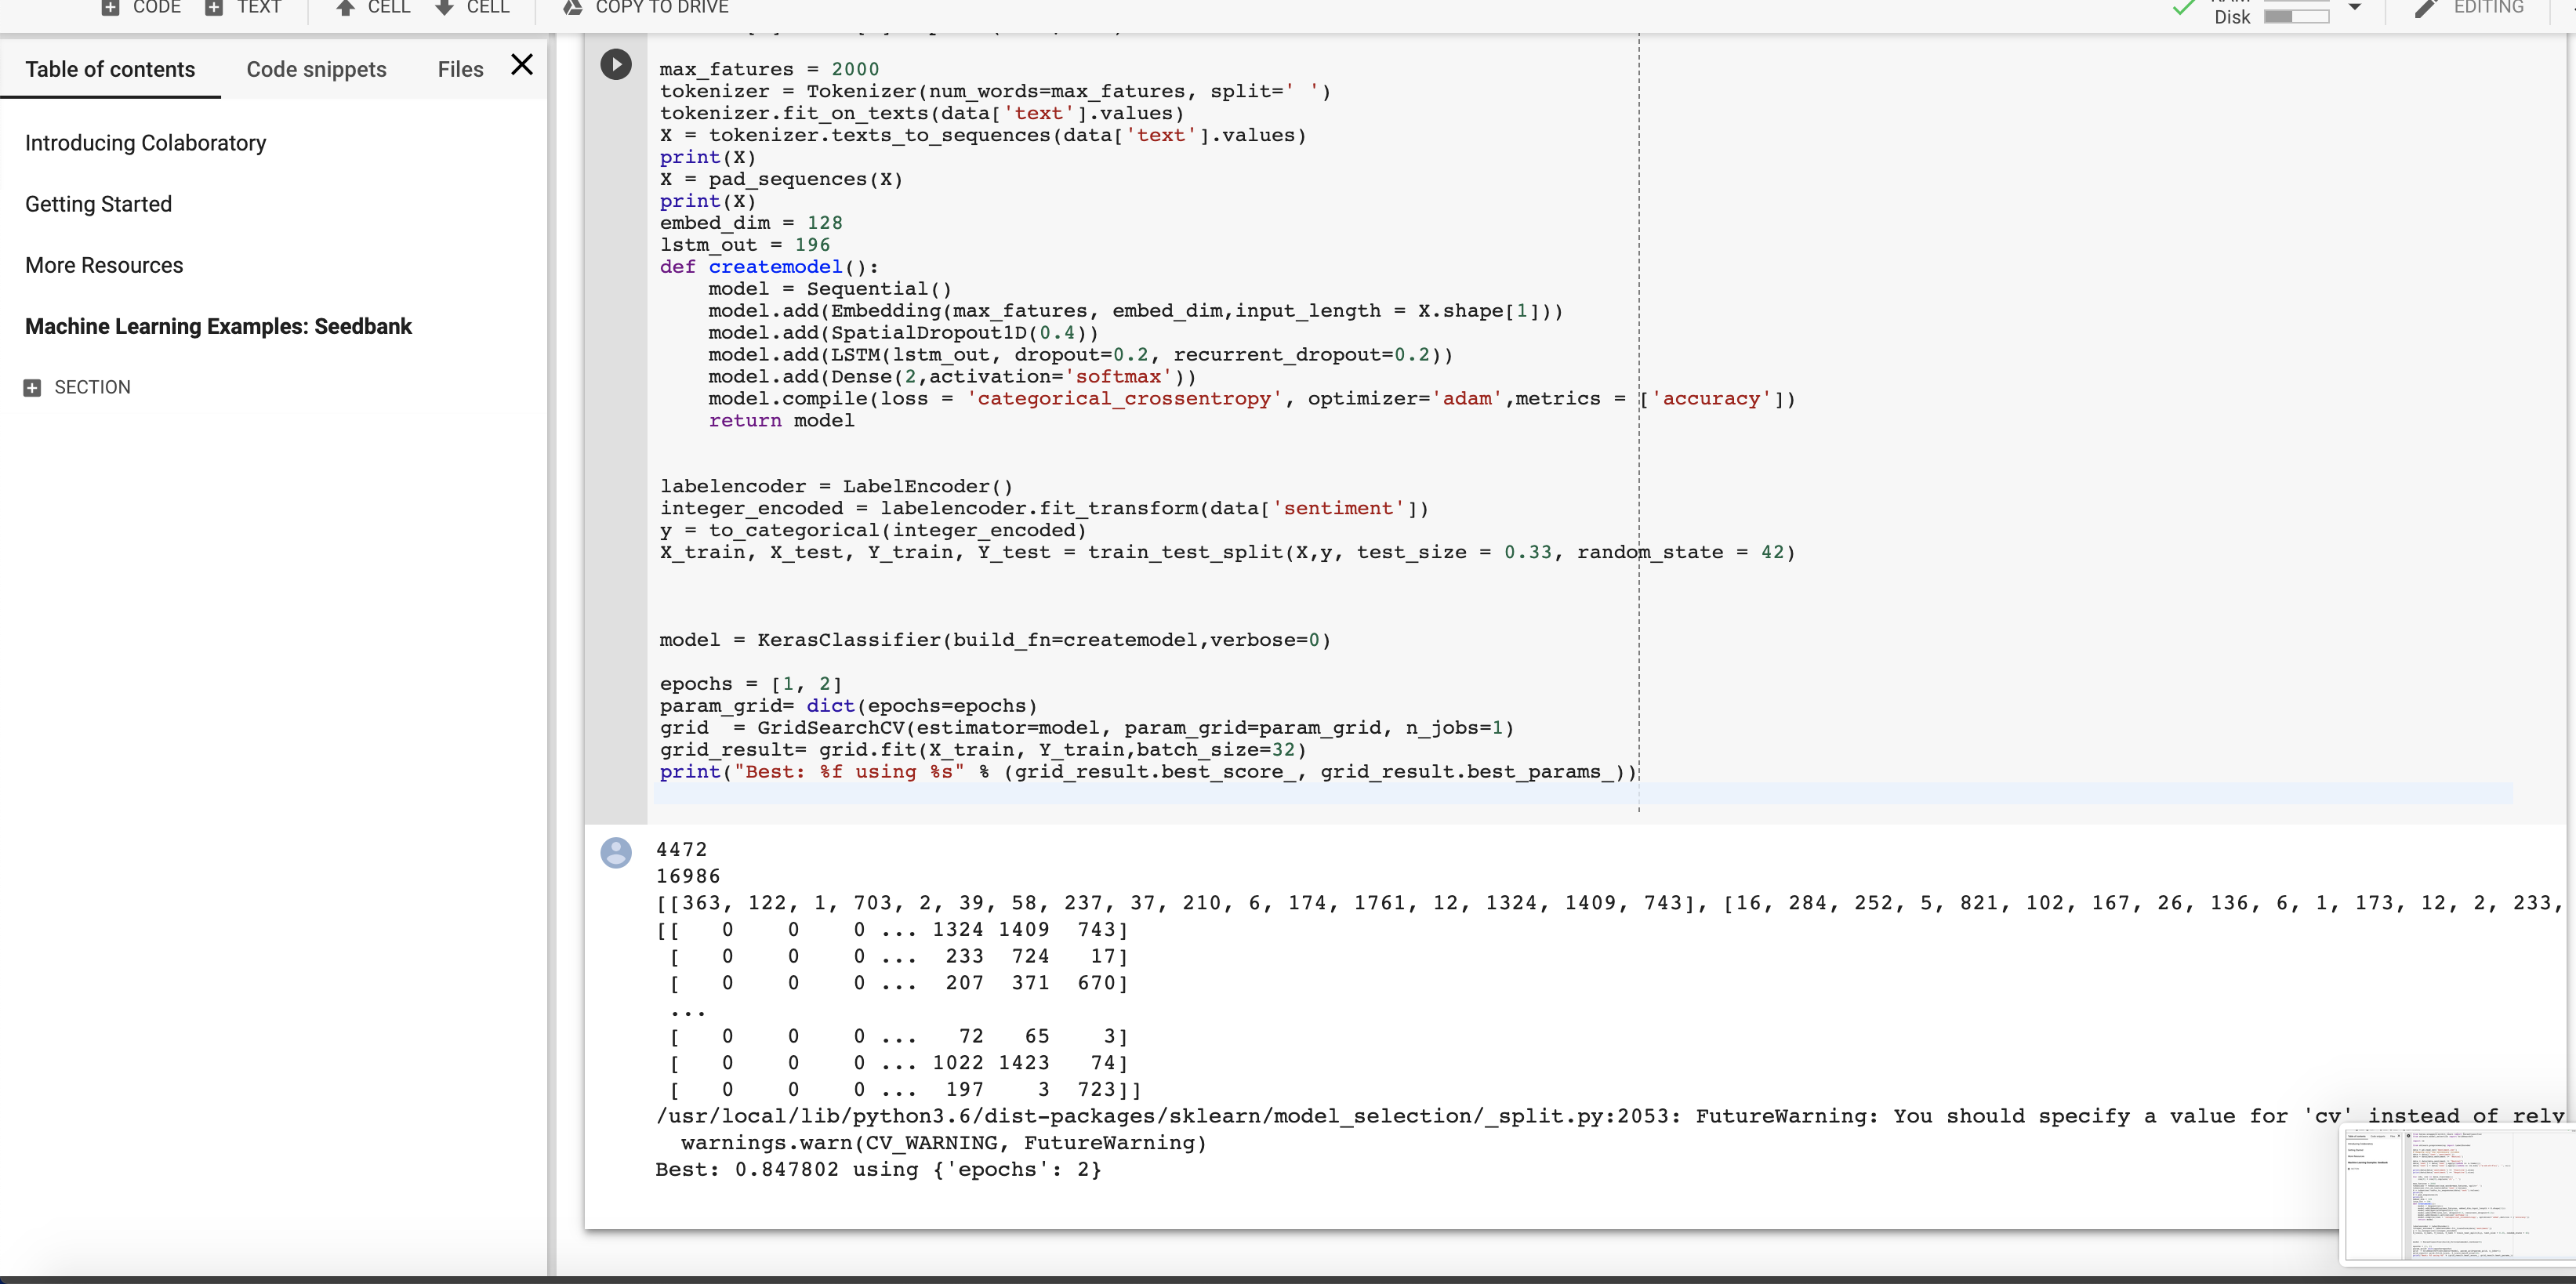 CODE TEXT CELL CELL COPY TO DRIVE
Disk
EDITING
Table of contents Code snippets Files
Introducing Colaboratory
Getting Started
More Resources
Machine Learning Examples: Seedbank
SECTION
max_fatures = 2000
tokenizer = Tokenizer(num_words=max_fatures, split=' ')
tokenizer.fit_on_texts(data['text'].values)
X = tokenizer.texts_to_sequences(data['text'].values)
print(X)
X = pad_sequences(X)
print(X)
embed_dim = 128
lstm_out = 196
def createmodel():
    model = Sequential()
    model.add(Embedding(max_fatures, embed_dim,input_length = X.shape[1]))
    model.add(SpatialDropout1D(0.4))
    model.add(LSTM(lstm_out, dropout=0.2, recurrent_dropout=0.2))
    model.add(Dense(2,activation='softmax'))
    model.compile(loss = 'categorical_crossentropy', optimizer='adam',metrics = ['accuracy'])
    return model
labelencoder = LabelEncoder()
integer_encoded = labelencoder.fit_transform(data['sentiment'])
y = to_categorical(integer_encoded)
X_train, X_test, Y_train, Y_test = train_test_split(X,y, test_size = 0.33, random_state = 42)
model = KerasClassifier(build_fn=createmodel,verbose=0)
epochs = [1, 2]
param_grid= dict(epochs=epochs)
grid  = GridSearchCV(estimator=model, param_grid=param_grid, n_jobs=1)
grid_result= grid.fit(X_train, Y_train,batch_size=32)
print("Best: %f using %s" % (grid_result.best_score_, grid_result.best_params_))
4472
16986
[[363, 122, 1, 703, 2, 39, 58, 237, 37, 210, 6, 174, 1761, 12, 1324, 1409, 743], [16, 284, 252, 5, 821, 102, 167, 26, 136, 6, 1, 173, 12, 2, 233,
[[   0    0    0 ... 1324 1409  743]
 [   0    0    0 ...  233  724   17]
 [   0    0    0 ...  207  371  670]
 ...
 [   0    0    0 ...   72   65    3]
 [   0    0    0 ... 1022 1423   74]
 [   0    0    0 ...  197    3  723]]
/usr/local/lib/python3.6/dist-packages/sklearn/model_selection/_split.py:2053: FutureWarning: You should specify a value for 'cv' instead of rely
  warnings.warn(CV_WARNING, FutureWarning)
Best: 0.847802 using {'epochs': 2}